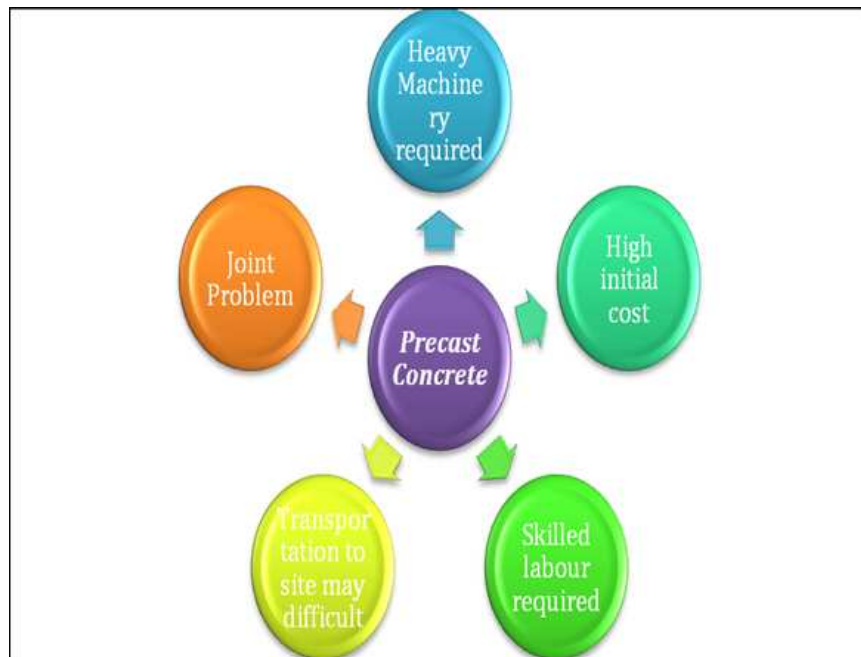 Heavy
Machine
ry
required
High
initial
cost
Skilled
labour
required
Transpor
tation to
site may
difficult
Joint
Problem
Precast
Concrete